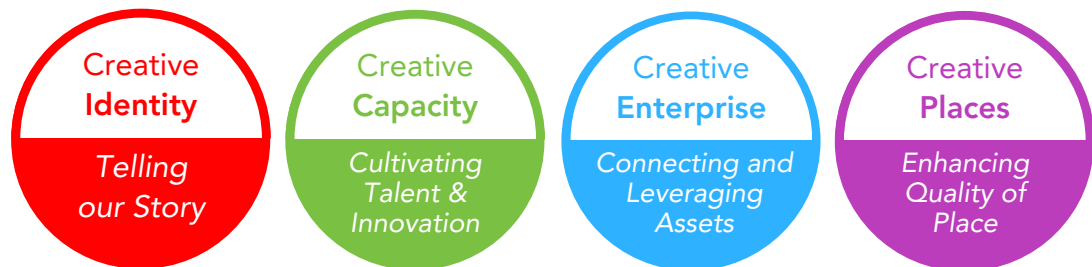 Creative
Identity
Telling
our Story
Creative
Capacity
Cultivating
Talent &
Innovation
Creative
Enterprise
Connecting and
Leveraging
Assets
Creative
Places
Enhancing
Quality of
Place